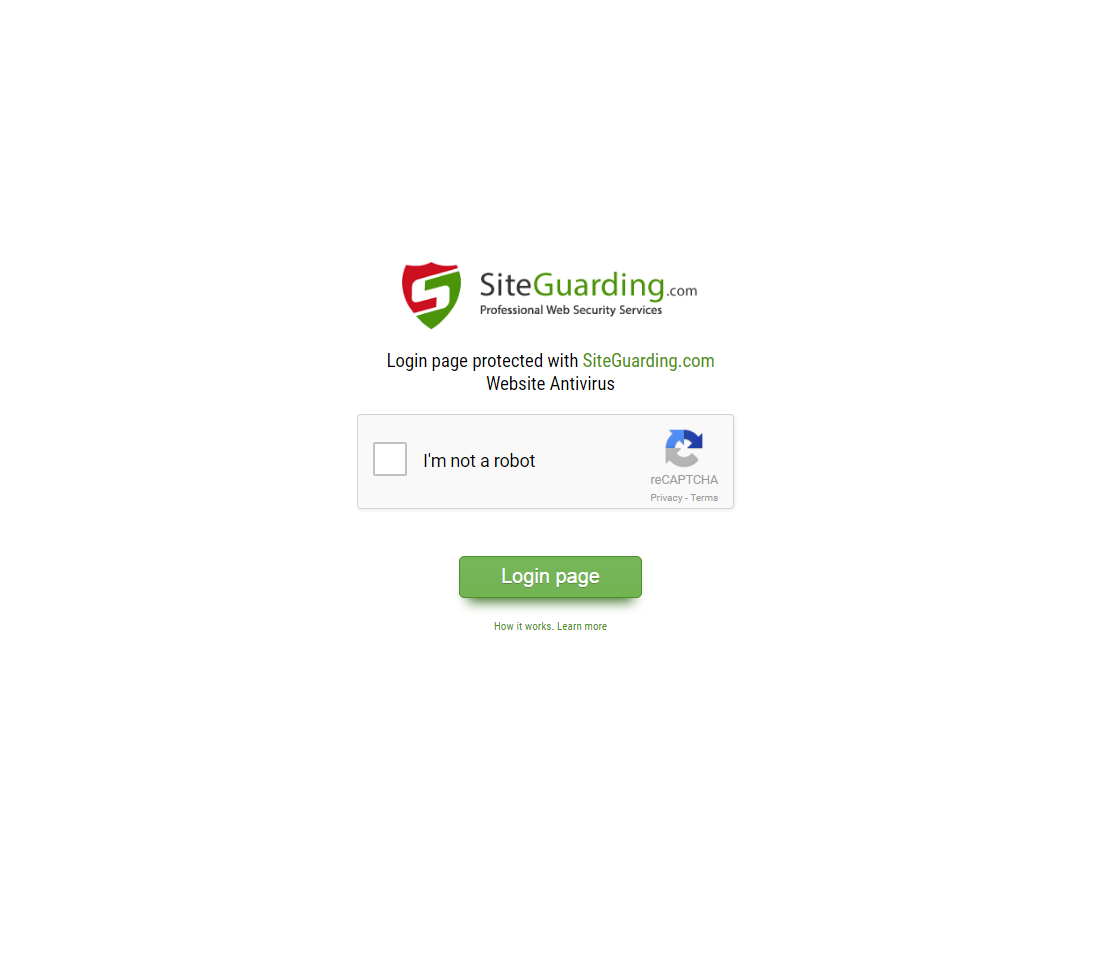 SiteGuarding.com
Professional Web Security Services
Login page protected with SiteGuarding.com
Website Antivirus
I'm not a robot
reCAPTCHA
Privacy - Terms
Login page
How it works. Learn more